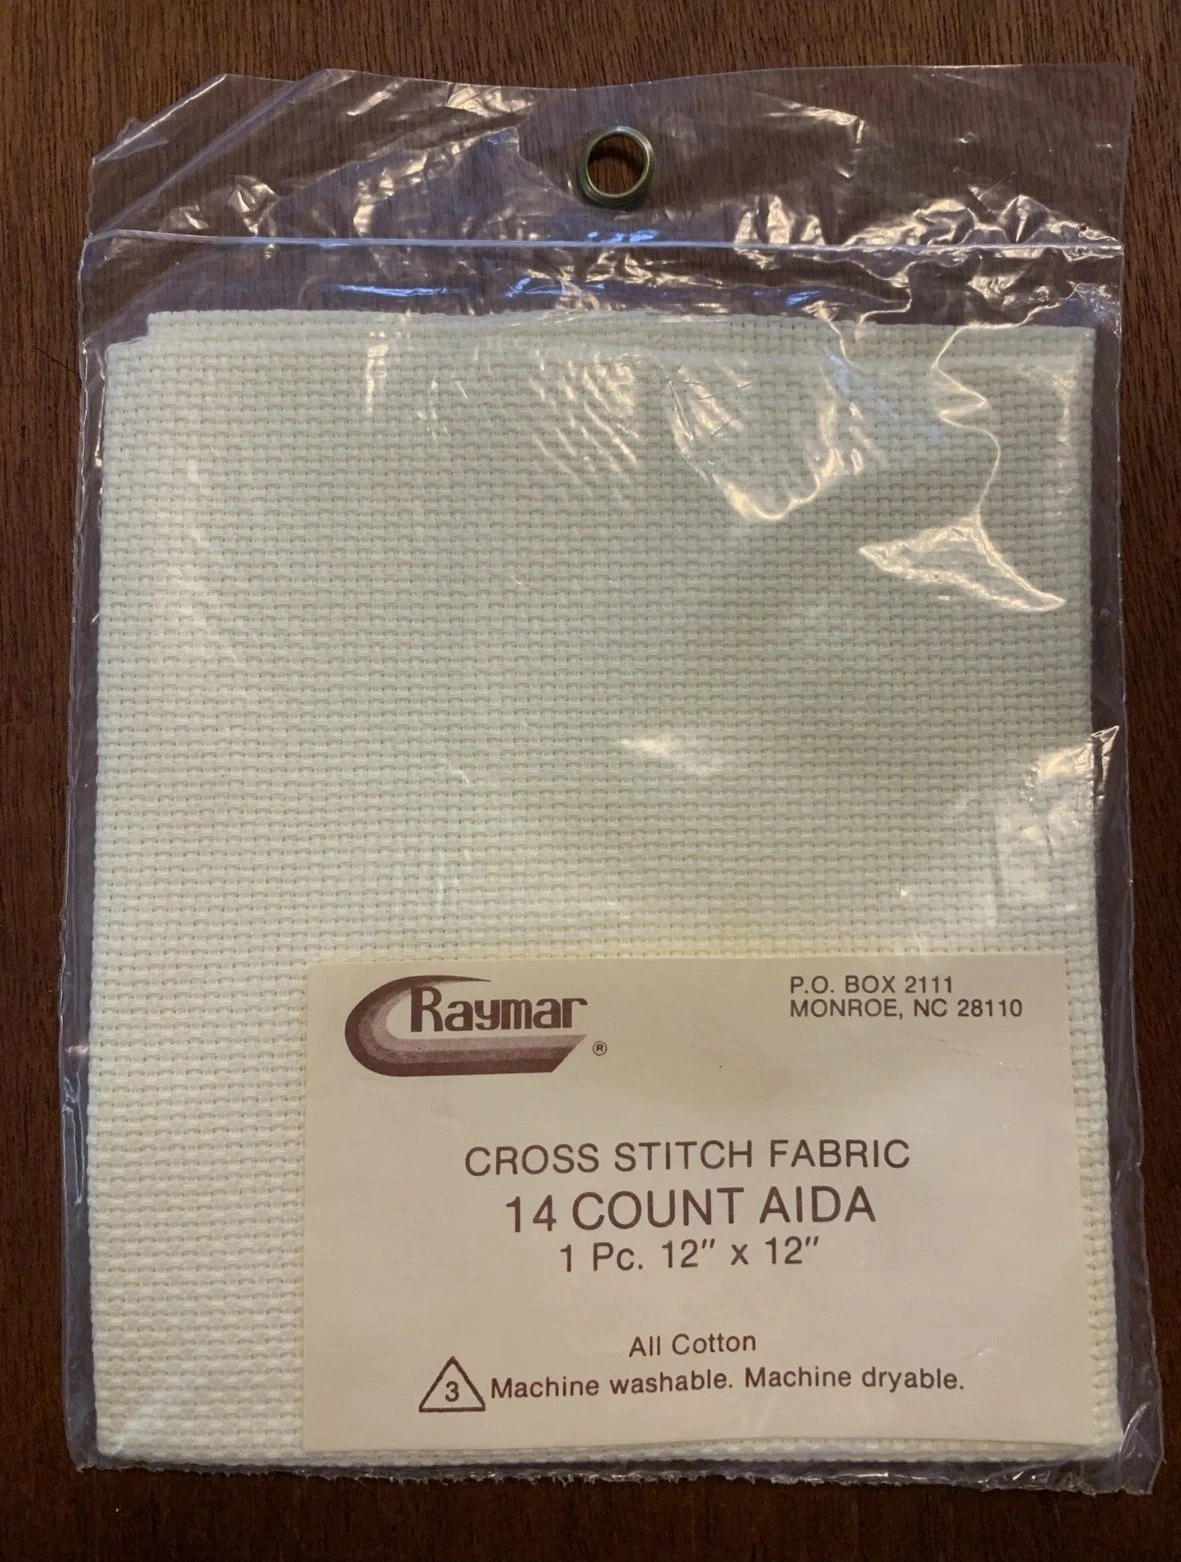 Raymar
®
P.O. BOX 2111
MONROE, NC 28110
CROSS STITCH FABRIC
14 COUNT AIDA
1 Pc. 12" x 12"
All Cotton
3 Machine washable. Machine dryable.